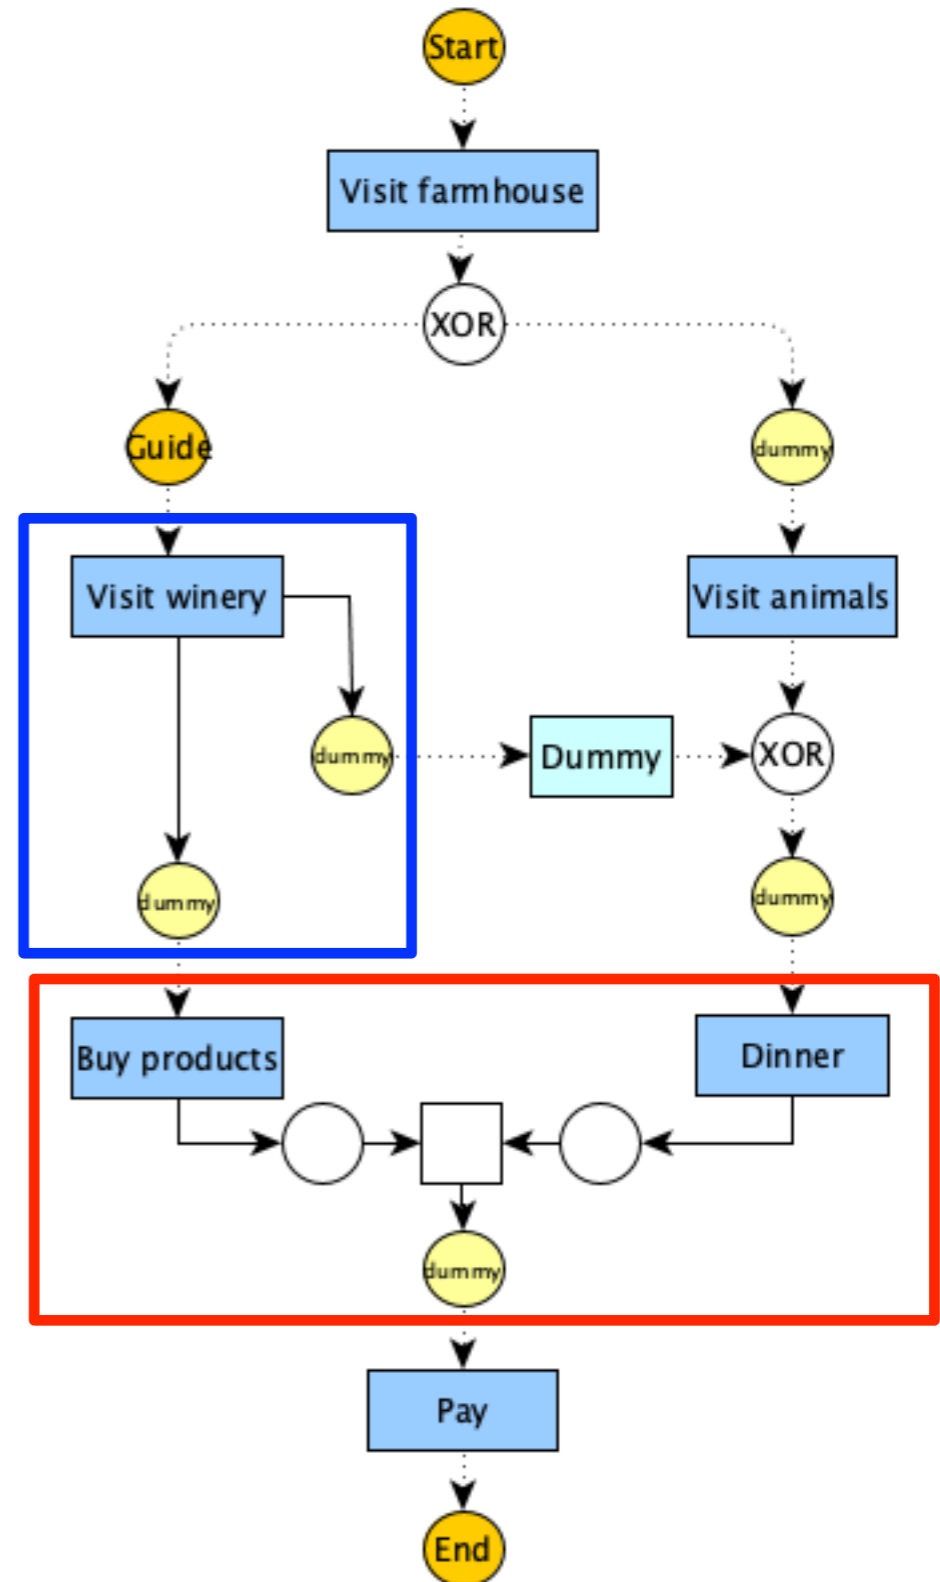 Start
Visit farmhouse
XOR
Guide
dummy
Visit winery
Visit animals
dummy
Dummy
XOR
dummy
dummy
Buy products
Dinner
dummy
Pay
End